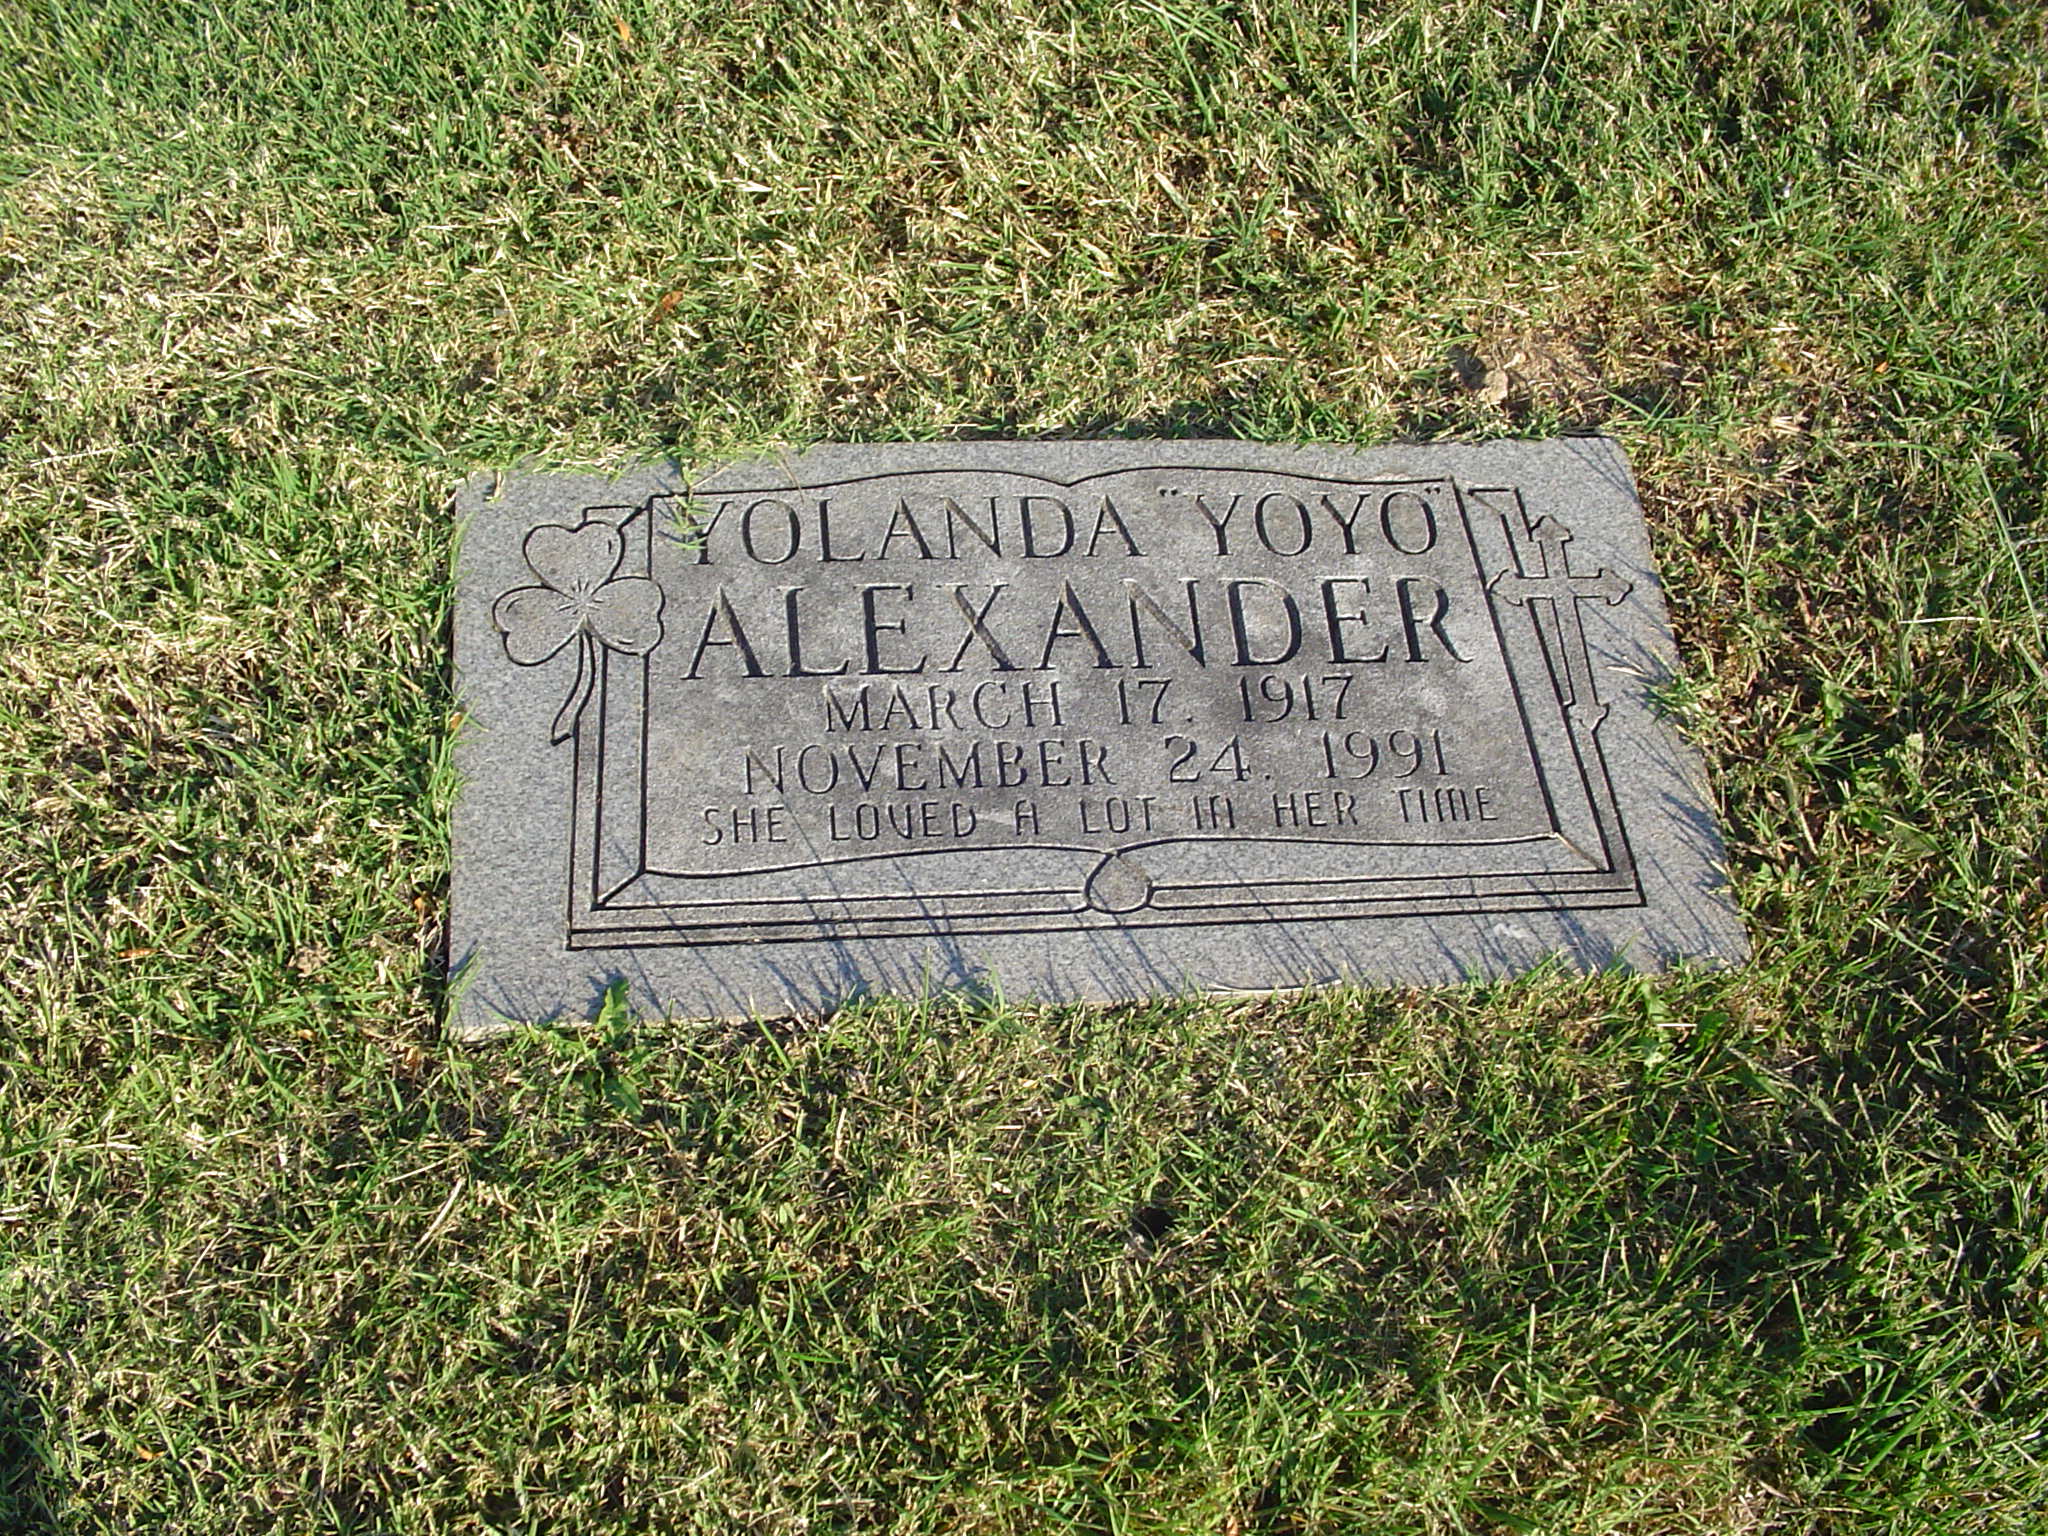 YOLANDA "YOYO"
ALEXANDER
MARCH 17. 1917
NOVEMBER 24. 1991
SHE LOVED A LOT IN HER TIME